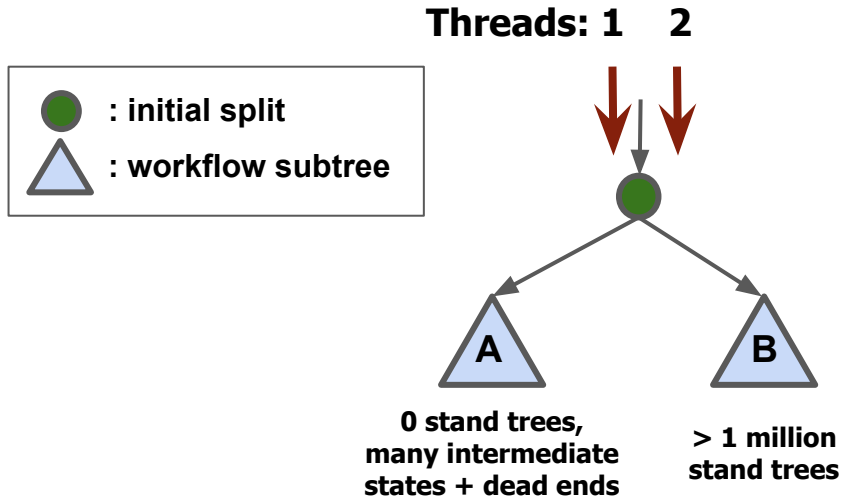 Threads: 1 2
: initial split
: workflow subtree
A
B
0 stand trees,
many intermediate
states + dead ends
> 1 million
stand trees